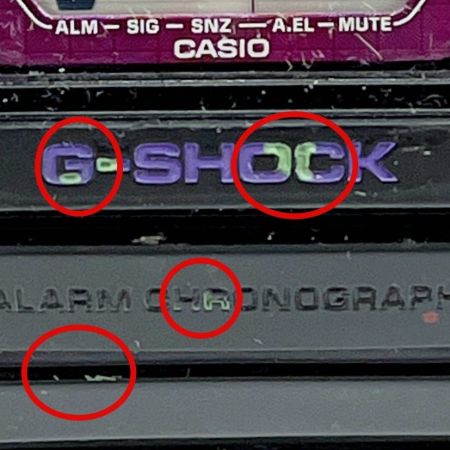 ALM – SIG – SNZ – A.EL – MUTE
CASIO
G-SHOCK
ALARM CHRONOGRAPH